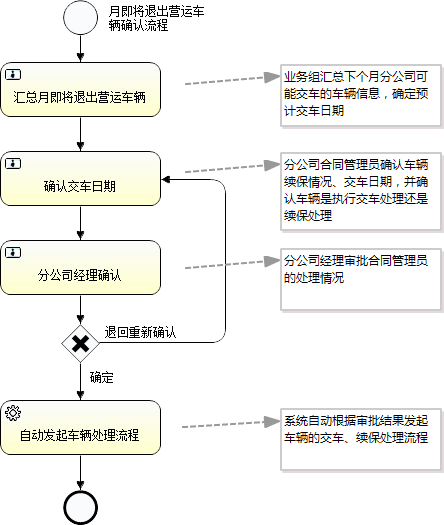 月即将退出营运车
辆确认流程
汇总月即将退出营运车辆
业务组汇总下个月分公司可
能交车的车辆信息，确定预
计交车日期
确认交车日期
分公司合同管理员确认车辆
续保情况、交车日期，并确
认车辆是执行交车处理还是
续保处理
分公司经理确认
分公司经理审批合同管理员
的处理情况
退回重新确认
确定
自动发起车辆处理流程
系统自动根据审批结果发起
车辆的交车、续保处理流程